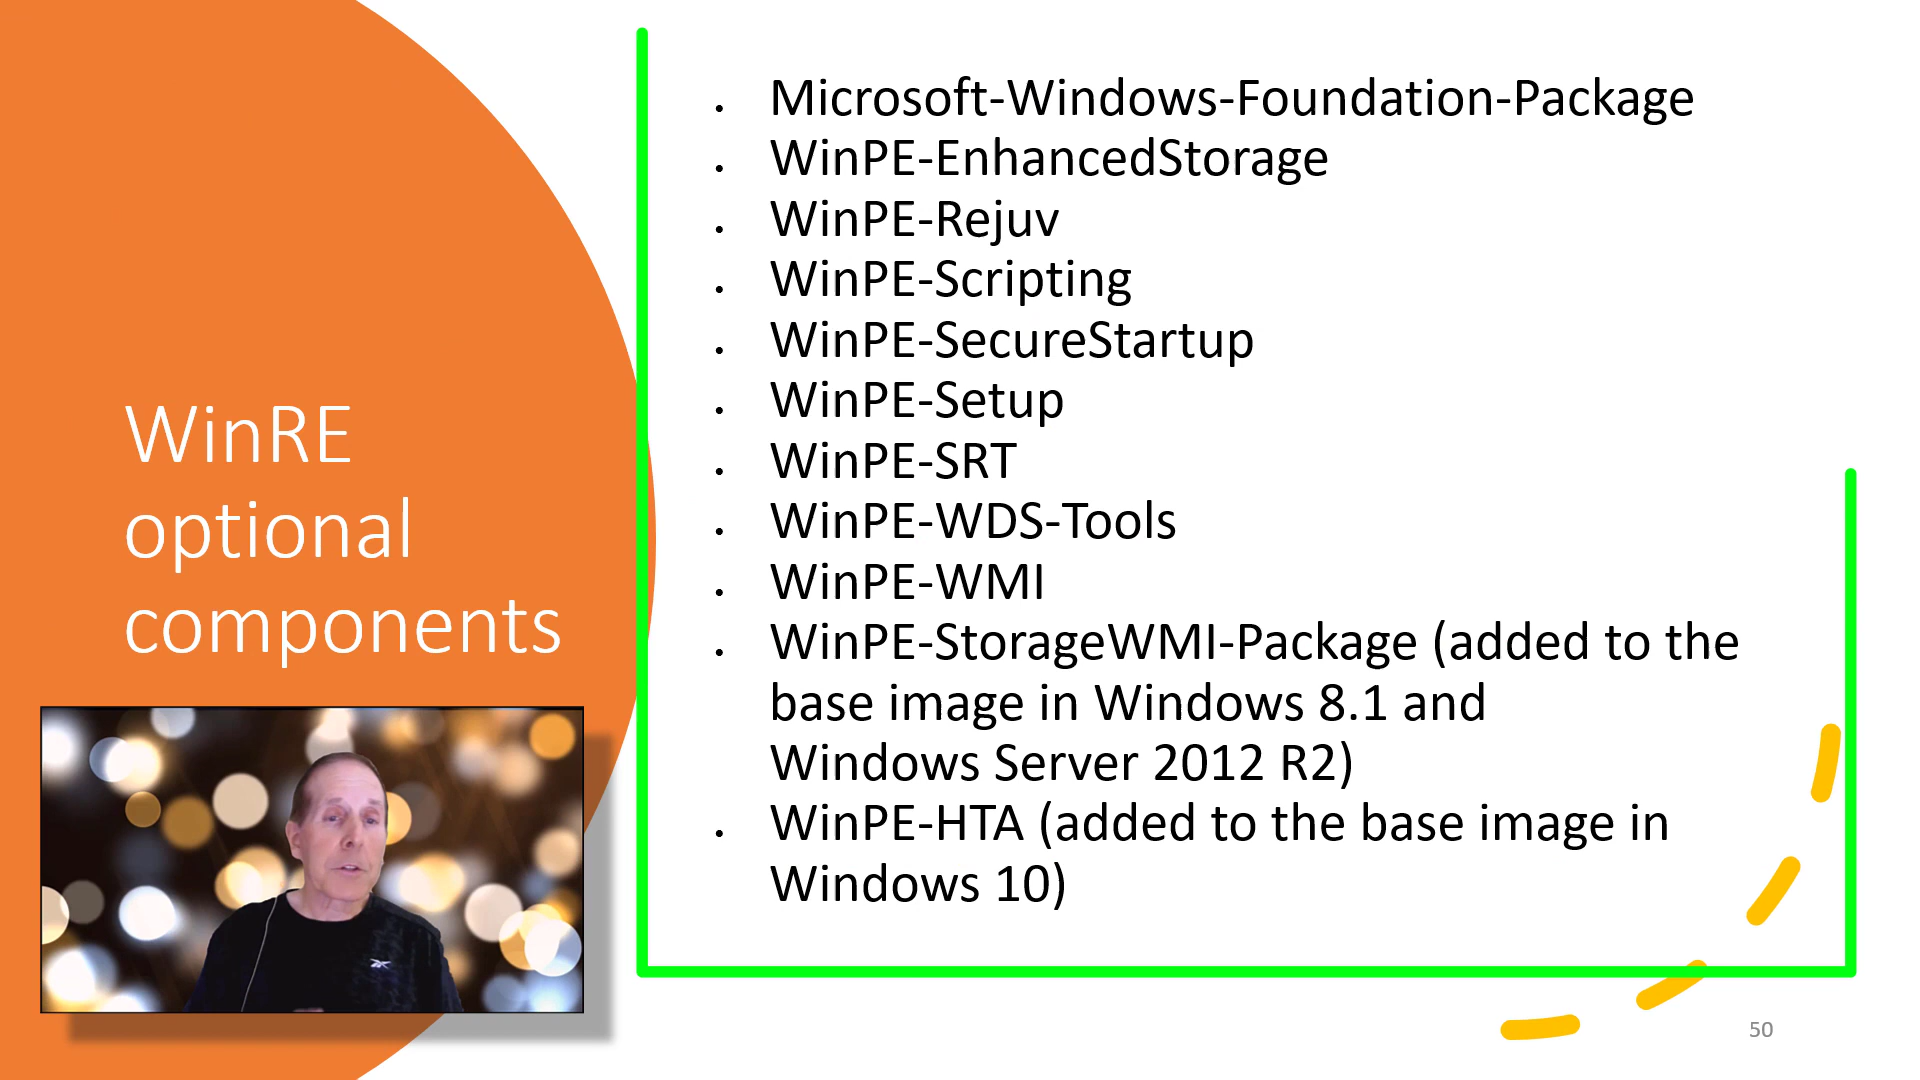 WinRE
optional
components
• Microsoft-Windows-Foundation-Package
• WinPE-EnhancedStorage
• WinPE-Rejuv
• WinPE-Scripting
• WinPE-SecureStartup
• WinPE-Setup
• WinPE-SRT
• WinPE-WDS-Tools
• WinPE-WMI
• WinPE-StorageWMI-Package (added to the
base image in Windows 8.1 and
Windows Server 2012 R2)
• WinPE-HTA (added to the base image in
Windows 10)
50